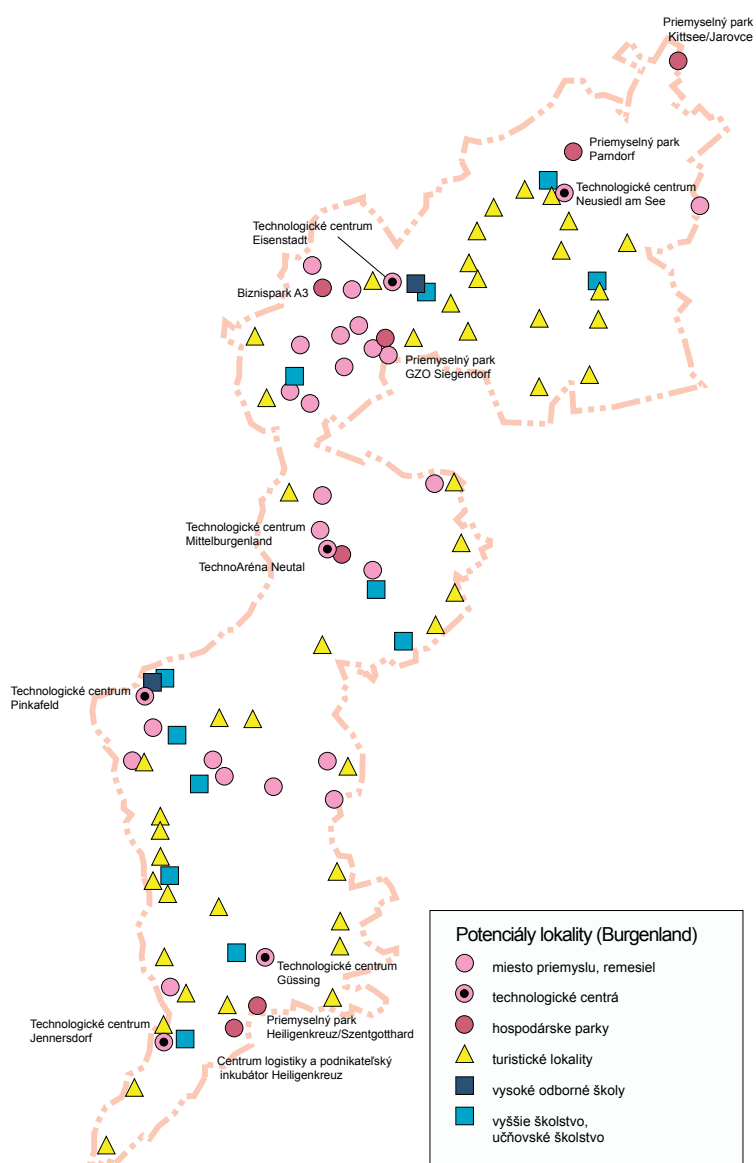 Priemyselný park
Kittsee/Jarovce
Priemyselný park
Parndorf
Technologické centrum
Neusiedl am See
Technologické centrum
Eisenstadt
Biznispark A3
Priemyselný park
GZO Siegendorf
Technologické centrum
Mittelburgenland
TechnoAréna Neutal
Technologické centrum
Pinkafeld
Technologické centrum
Güssing
Priemyselný park
Heiligenkreuz/Szentgotthard
Technologické centrum
Jennersdorf
Centrum logistiky a podnikateľský
inkubátor Heiligenkreuz
Potenciály lokality (Burgenland)
miesto priemyslu, remesiel
technologické centrá
hospodárske parky
turistické lokality
vysoké odborné školy
vyššie školstvo,
učňovské školstvo